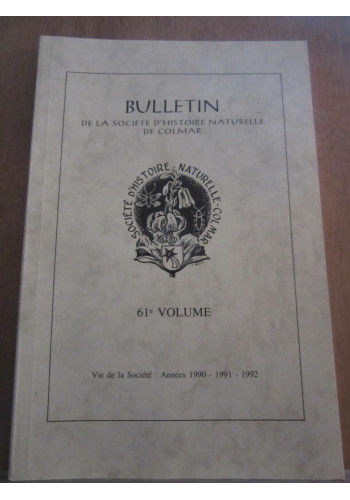 BULLETIN
DE LA SOCIÉTÉ D'HISTOIRE NATURELLE
DE COLMAR
SOCIÉTÉ D'HISTOIRE NATURELLE·COLMAR
61e VOLUME
Vie de la Société : Années 1990 - 1991 - 1992